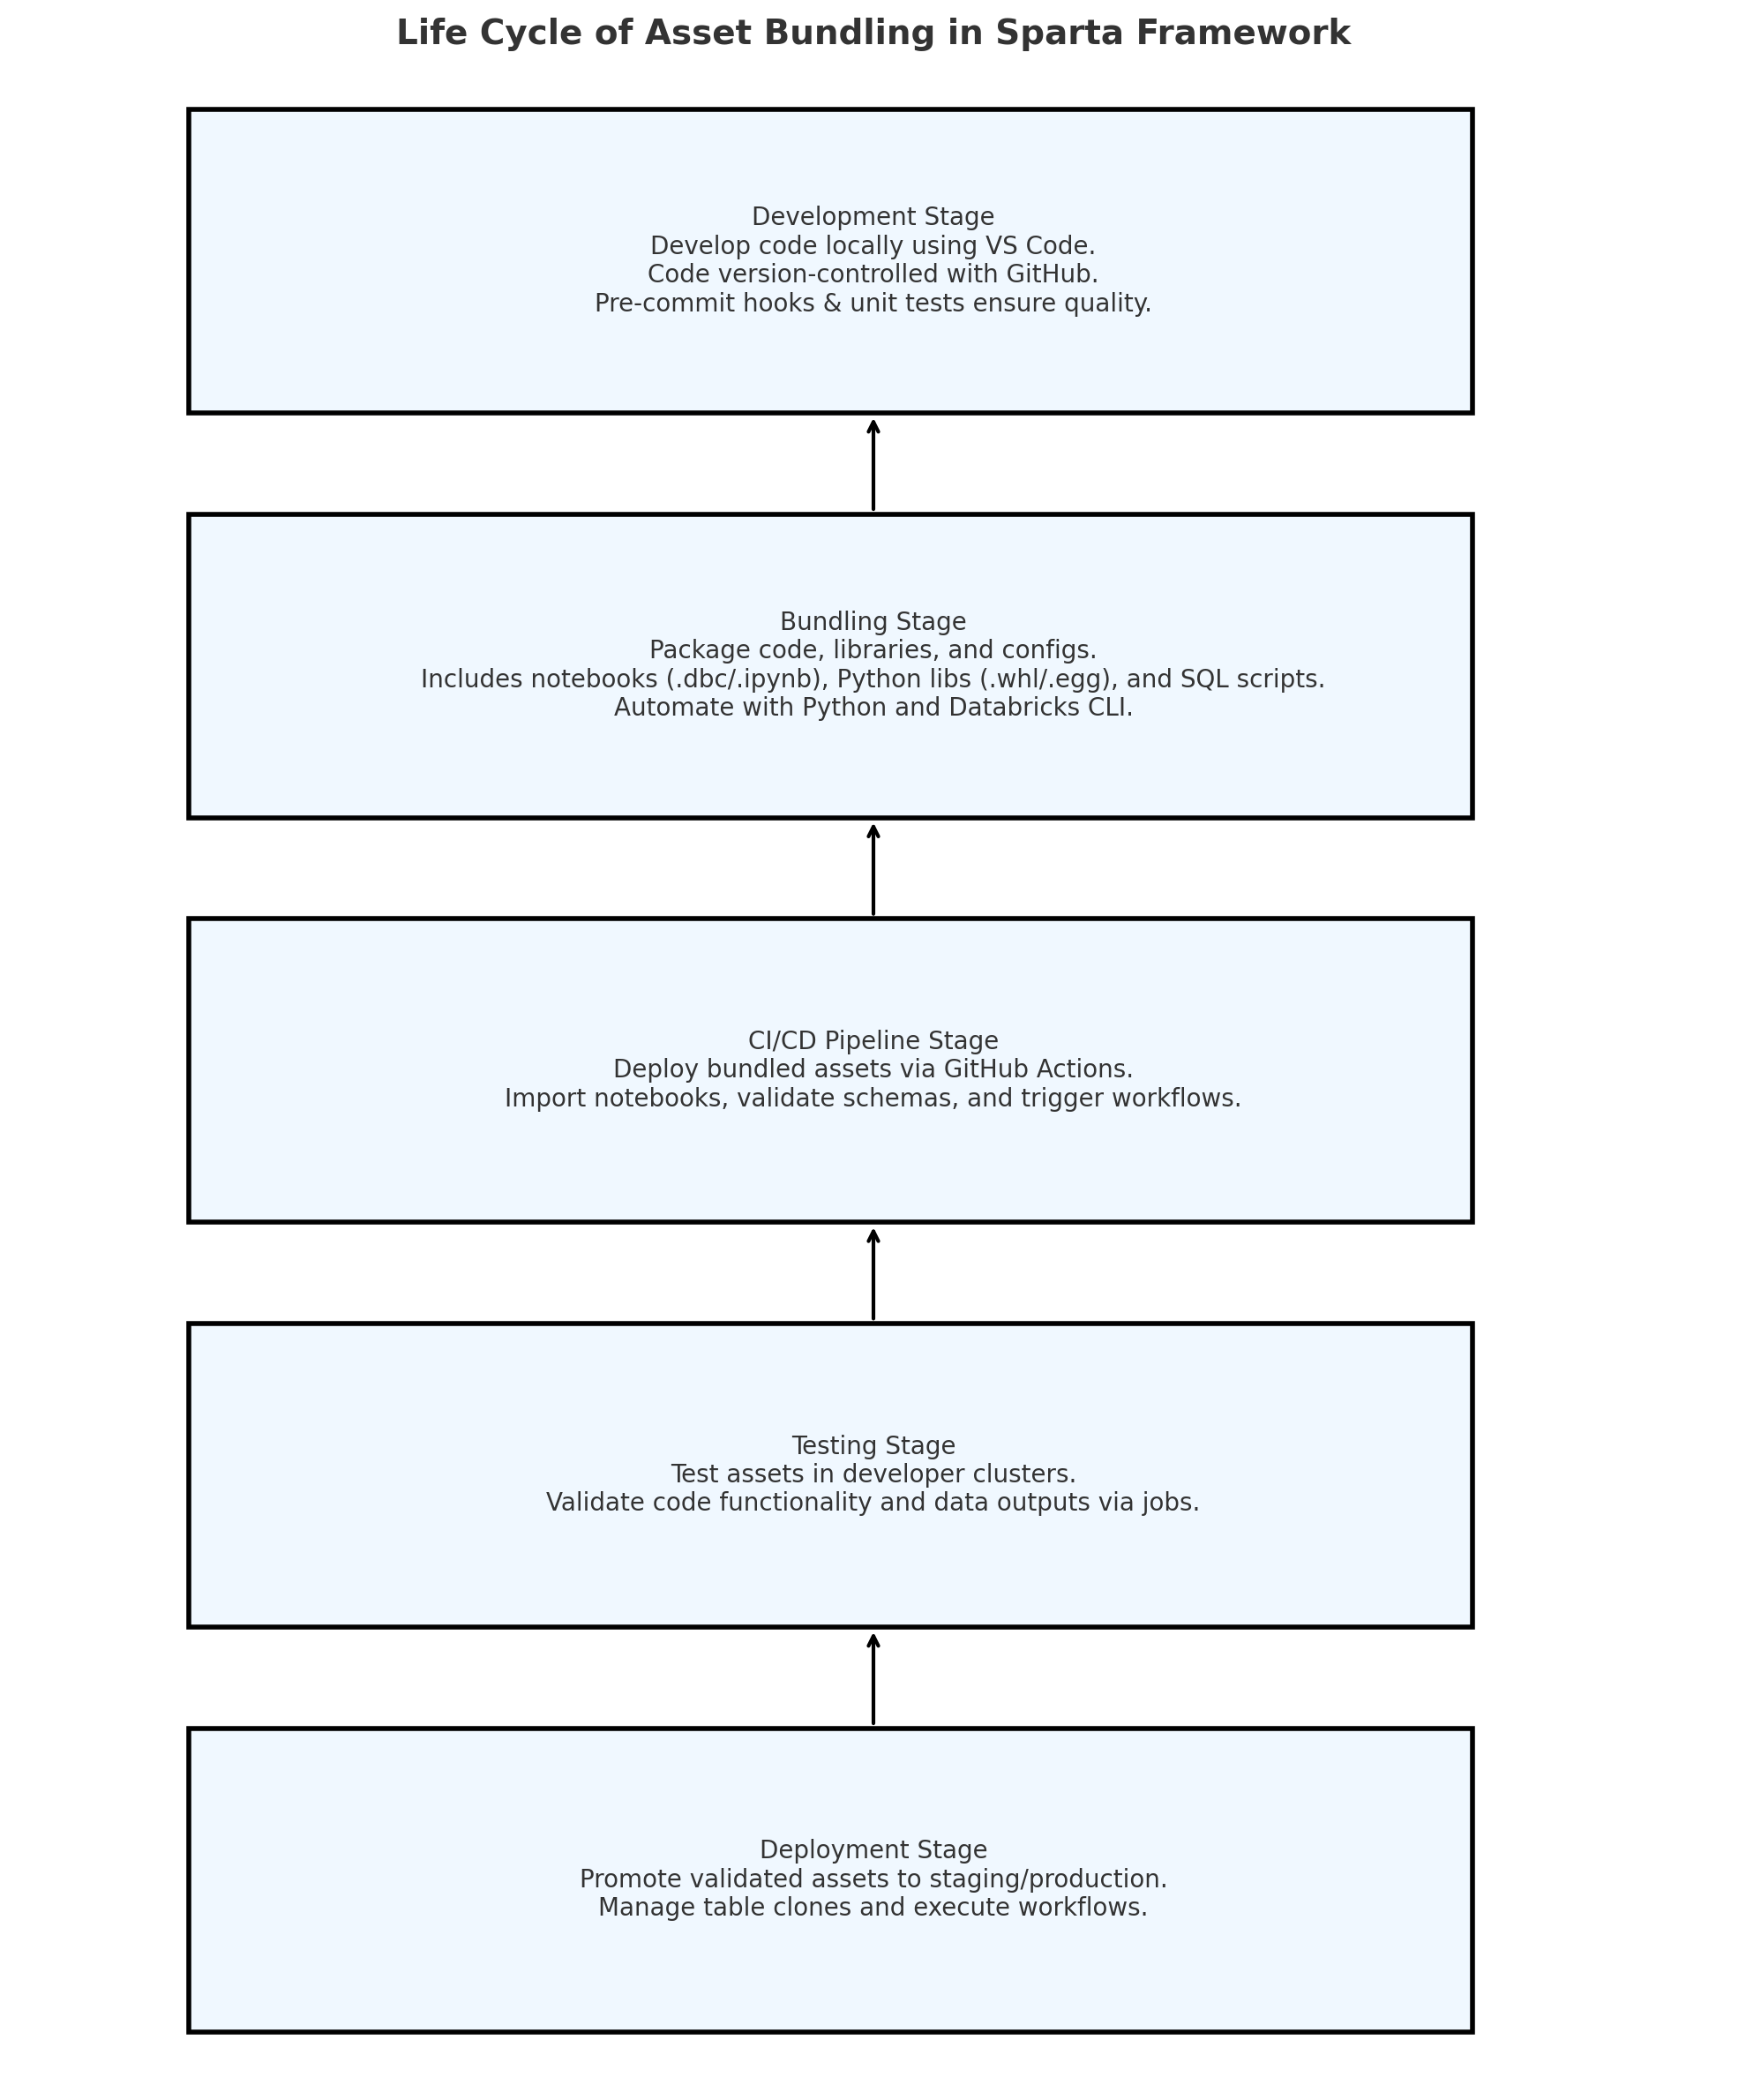 Life Cycle of Asset Bundling in Sparta Framework
Development Stage
Develop code locally using VS Code.
Code version-controlled with GitHub.
Pre-commit hooks & unit tests ensure quality.
Bundling Stage
Package code, libraries, and configs.
Includes notebooks (.dbc/.ipynb), Python libs (.whl/.egg), and SQL scripts.
Automate with Python and Databricks CLI.
CI/CD Pipeline Stage
Deploy bundled assets via GitHub Actions.
Import notebooks, validate schemas, and trigger workflows.
Testing Stage
Test assets in developer clusters.
Validate code functionality and data outputs via jobs.
Deployment Stage
Promote validated assets to staging/production.
Manage table clones and execute workflows.